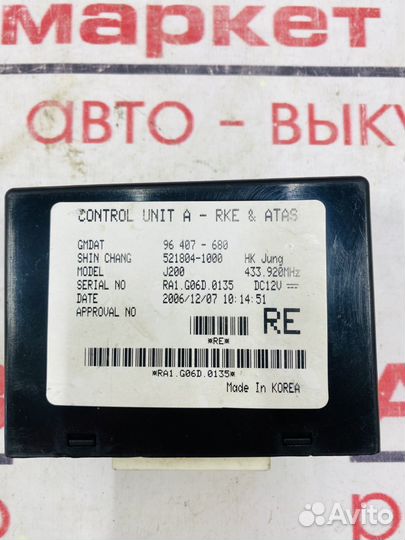 маркет
авто - выку
CONTROL UNIT A - RKE & ATAS
GMDAT 96 407 - 680
SHIN CHANG 521804-1000 HK Jung
MODEL J200 433.920MHz
SERIAL NO RA1.G06D.0135 DC12V
DATE 2006/12/07 10:14:51
APPROVAL NO
RE
*RE*
*RA1.G06D.0135*
Made In KOREA
Avito